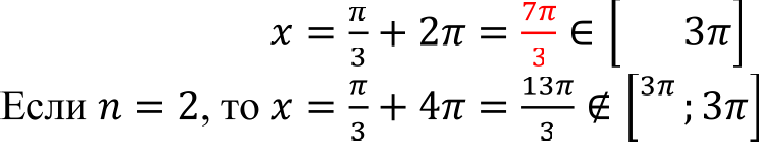 x = π/3 + 2π = 7π/3 ∈ [ 3π]
Если n = 2, то x = π/3 + 4π = 13π/3 ∉ [3π ; 3π]